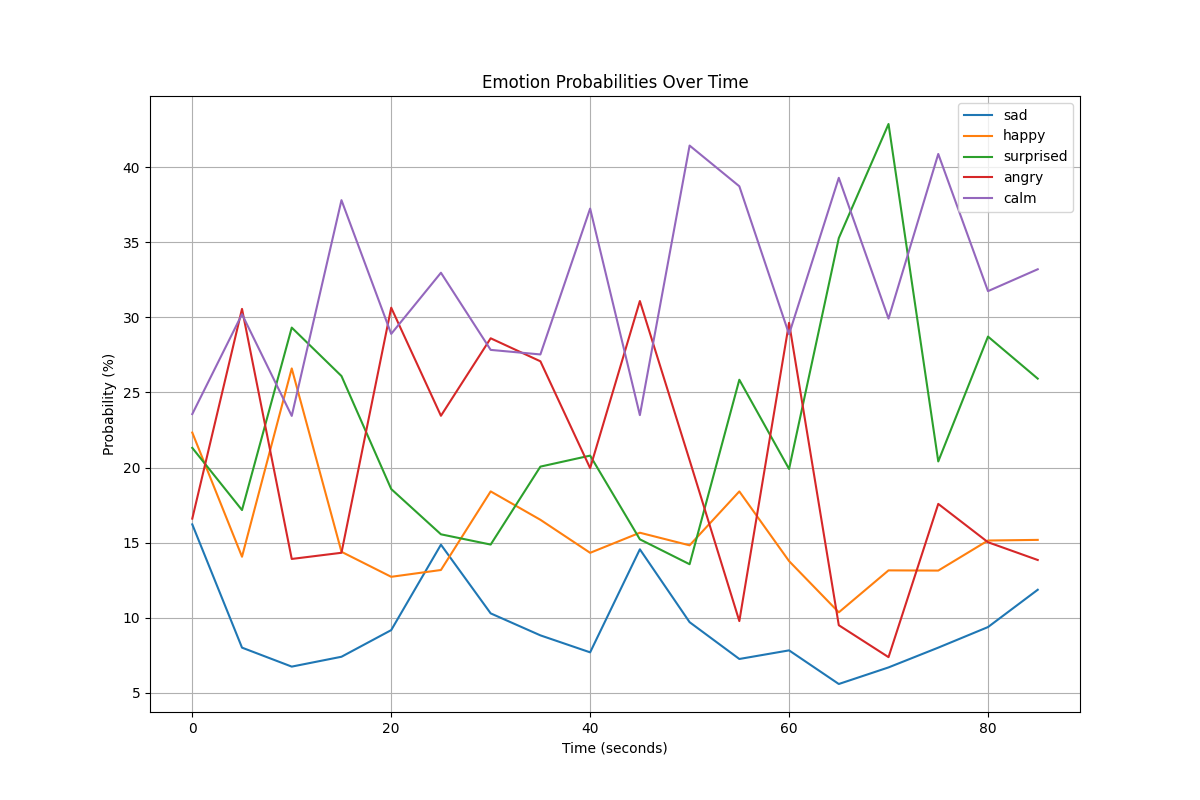 Emotion Probabilities Over Time
sad
happy
surprised
angry
calm
Probability (%)
40
35
30
25
20
15
10
5
0 20 40 60 80
Time (seconds)